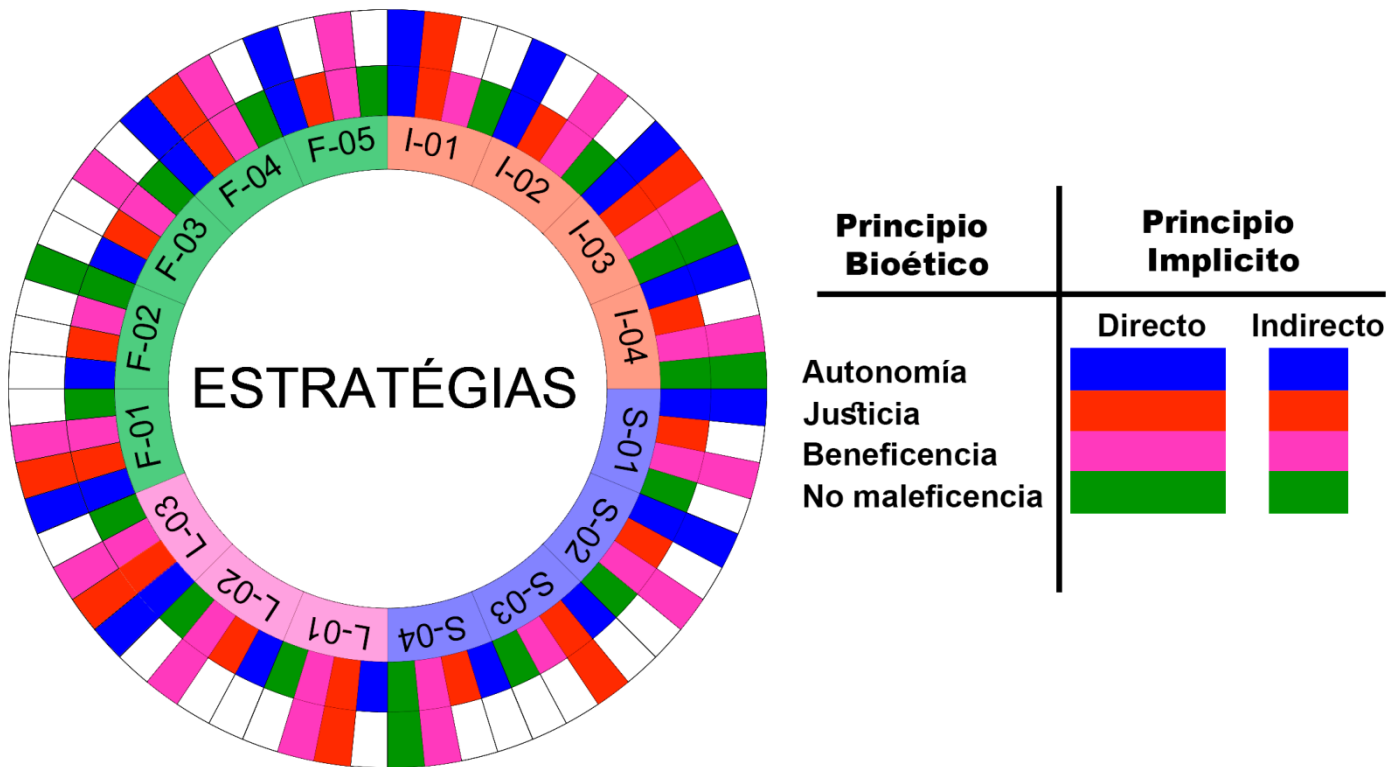 I-01
I-02
I-03
I-04
S-01
S-02
S-03
S-04
L-01
L-02
L-03
F-01
F-02
F-03
F-04
F-05
ESTRATÉGIAS
Principio
Bioético
Principio
Implicito
Directo
Indirecto
Autonomía
Justicia
Beneficencia
No maleficencia